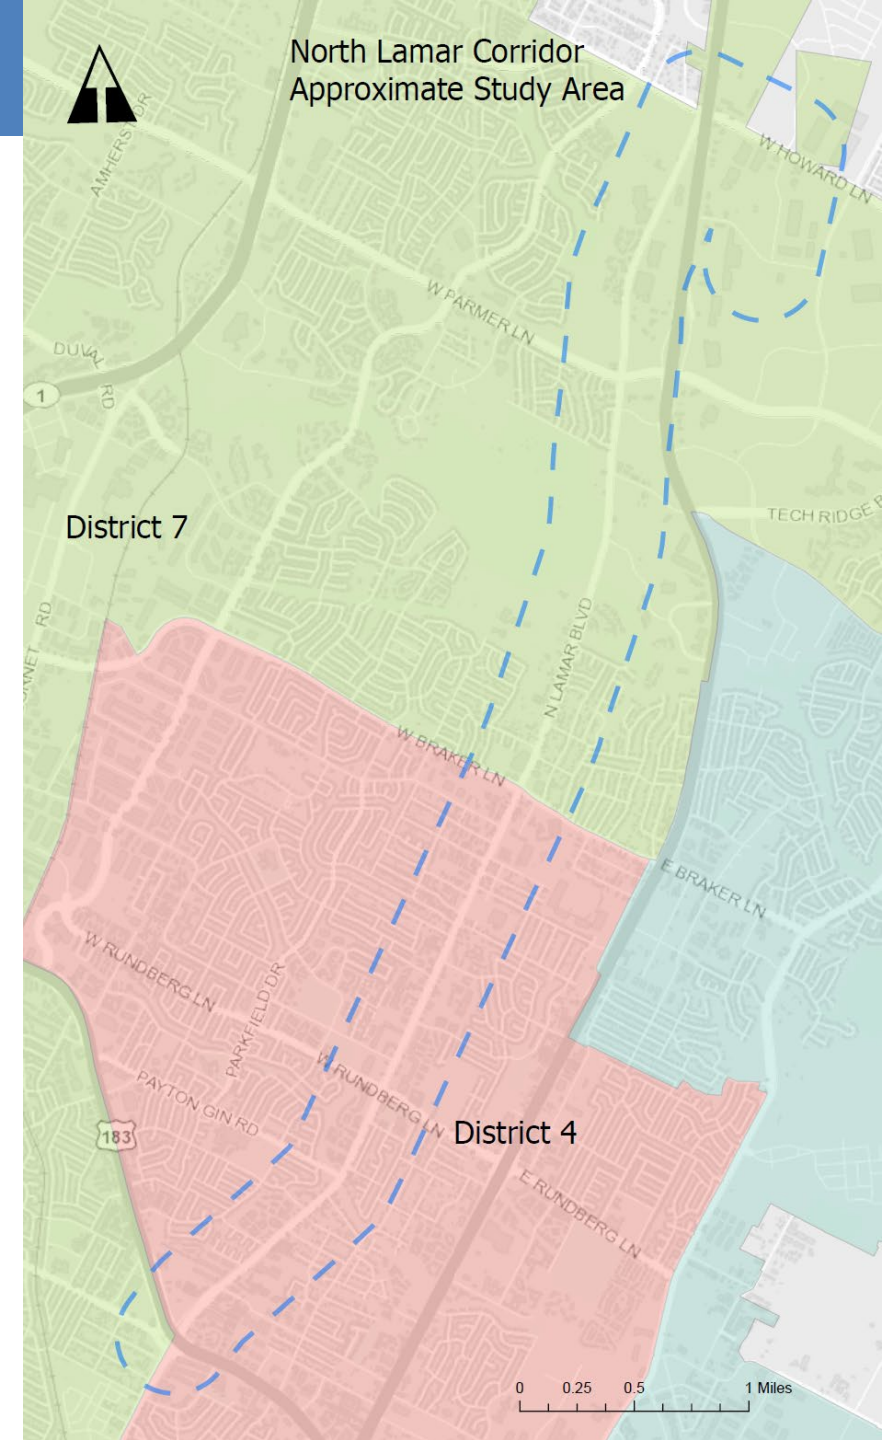 North Lamar Corridor
Approximate Study Area
AMHERST DR
W HOWARD LN
W PARMER LN
DUVAL RD
1
TECH RIDGE
District 7
RD
N LAMAR BLVD
W BRAKER LN
E BRAKER LN
W RUNDBERG LN
PARKFIELD DR
W RUNDBERG LN
PAYTON GIN RD
183
District 4
E RUNDBERG LN
0 0.25 0.5 1 Miles